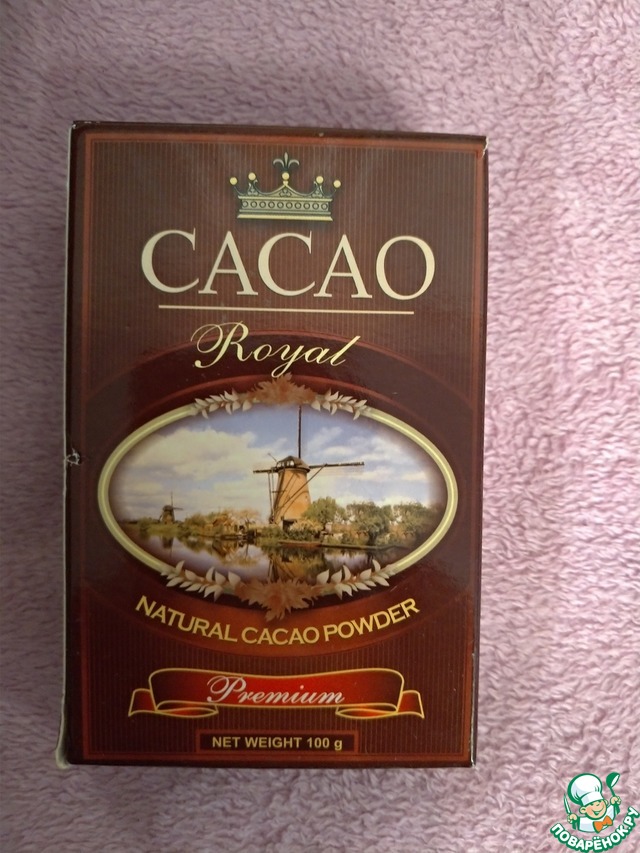 CACAO
Royal
NATURAL CACAO POWDER
Premium
NET WEIGHT 100 g
ПОВАРЁНОК.РУ